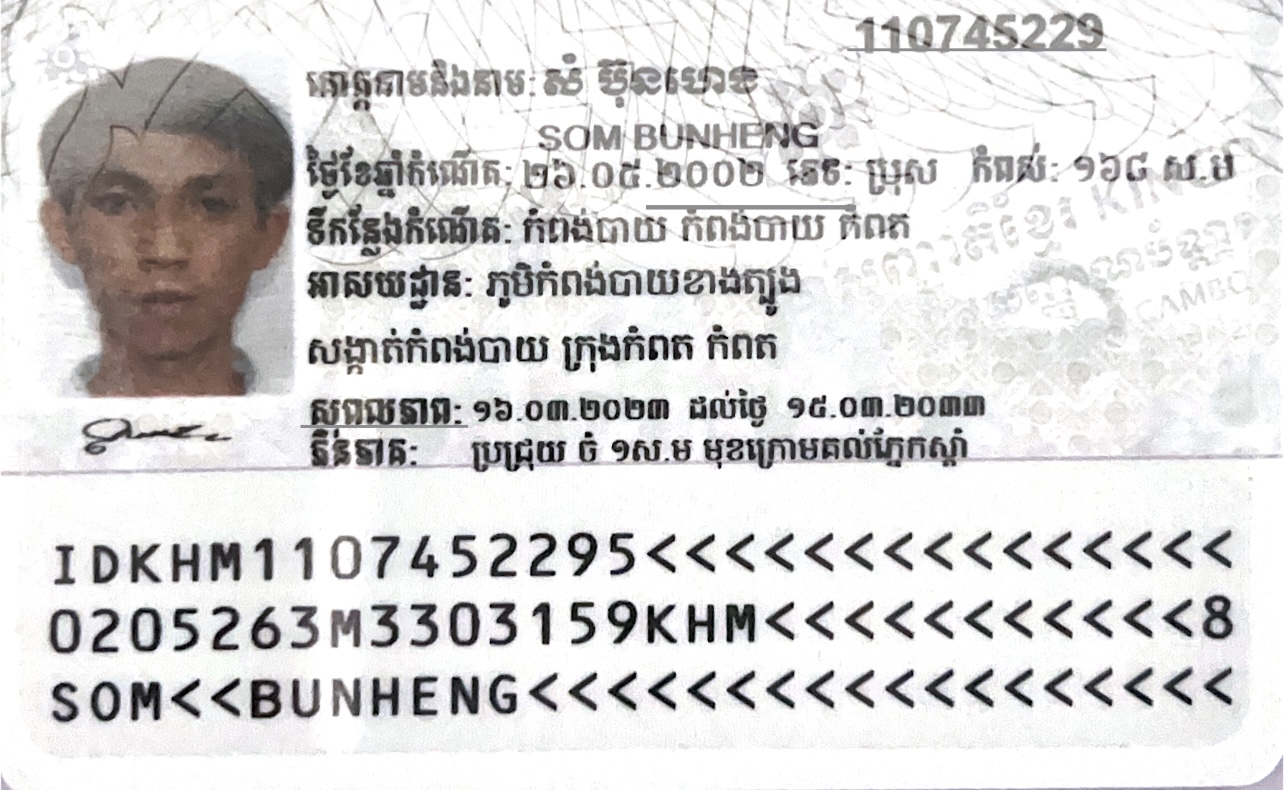 110745229
គោត្តនាមនិងនាម: សំ ប៊ុនហេង
SOM BUNHENG
ថ្ងៃខែឆ្នាំកំណើត: ២៦.០៥.២០០២ ភេទ: ប្រុស កំពស់: ១៦៨ ស.ម
ទីកន្លែងកំណើត: កំពង់បាយ កំពង់បាយ កំពត
អាសយដ្ឋាន: ភូមិកំពង់បាយខាងត្បូង
សង្កាត់កំពង់បាយ ក្រុងកំពត កំពត
សុពលភាព: ១៦.០៣.២០២៣ ដល់ថ្ងៃ ១៥.០៣.២០៣៣
ភិនភាគ: ប្រជ្រុយ ចំ ១ស.ម មុខក្រោមគល់ភ្នែកស្តាំ
IDKHM1107452295<<<<<<<<<<<<<<<
0205263M3303159KHM<<<<<<<<<<<8
SOM<<BUNHENG<<<<<<<<<<<<<<<<<<